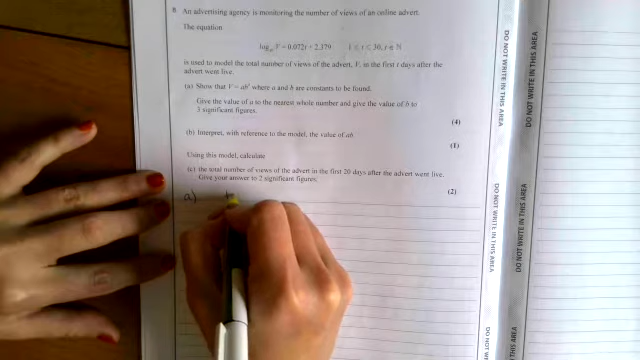 8 An advertising agency is monitoring the number of views of an online advert.
The equation
log₁₀ V = 0.072t + 2.379 1 ≤ t ≤ 30, t ∈ ℕ
is used to model the total number of views of the advert, V, in the first t days after the
advert went live.
(a) Show that V = abᵗ where a and b are constants to be found.
Give the value of a to the nearest whole number and give the value of b to
3 significant figures.
(4)
(b) Interpret, with reference to the model, the value of ab.
(1)
Using this model, calculate
(c) the total number of views of the advert in the first 20 days after the advert went live.
Give your answer to 2 significant figures.
(2)
a)
DO NOT WRITE IN THIS AREA
DO NOT WRITE IN THIS AREA
DO NOT WRITE IN THIS AREA
DO NOT WRITE IN THIS AREA
DO NOT
THIS AREA